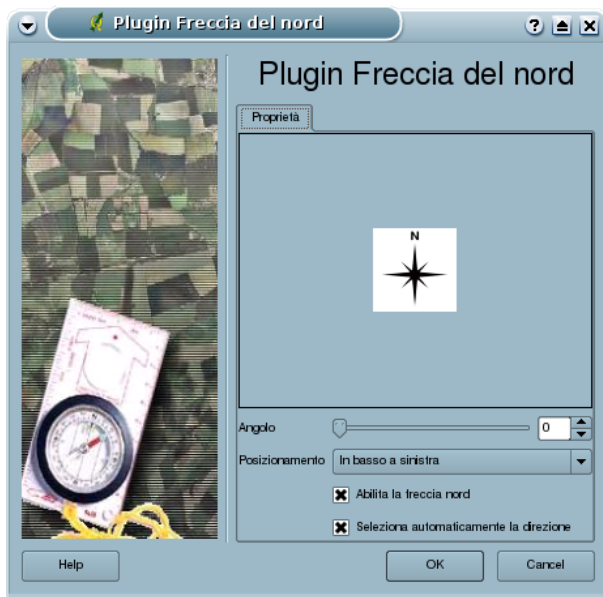 Plugin Freccia del nord
Plugin Freccia del nord
Proprietà
N
Angolo
0
Posizionamento
In basso a sinistra
Abilita la freccia nord
Seleziona automaticamente la direzione
Help
OK
Cancel